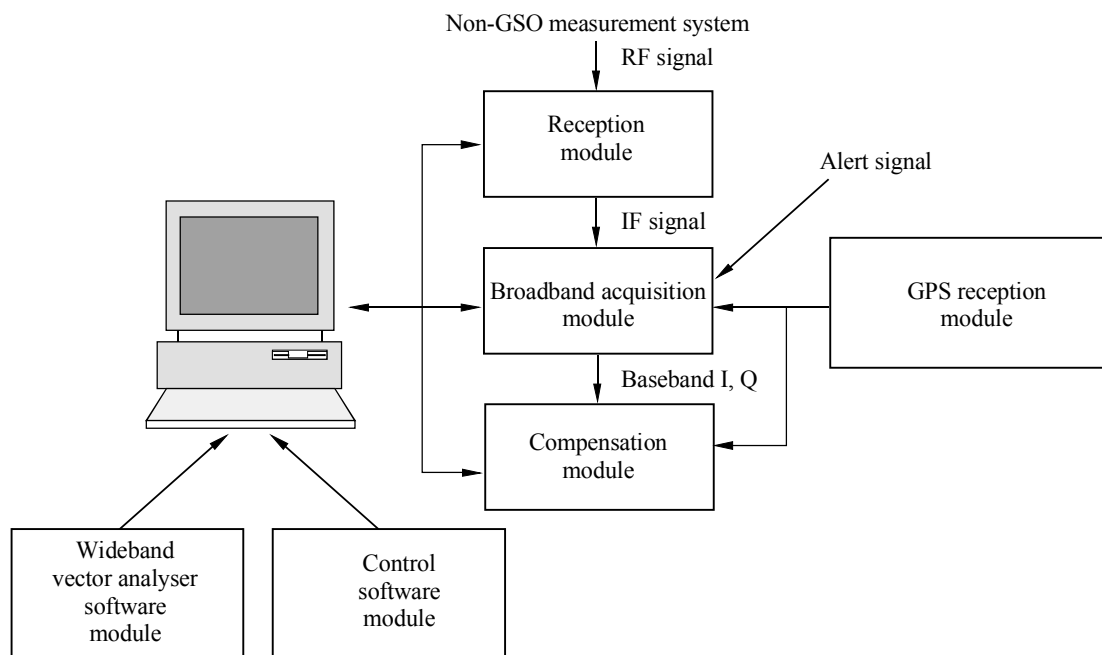 Non-GSO measurement system
RF signal
Reception
module
Alert signal
IF signal
Broadband acquisition
module
GPS reception
module
Baseband I, Q
Compensation
module
Wideband
vector analyser
software
module
Control
software
module